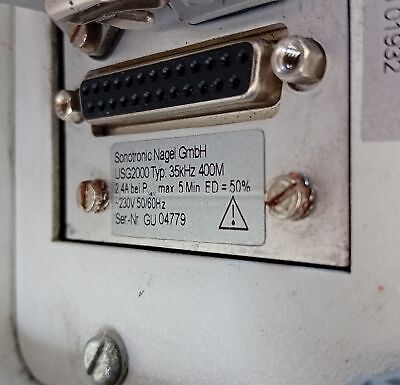 Sonotronic Nagel GmbH
USG2000 Typ: 35kHz 400M
2.4A bei P max. 5 Min ED = 50%
~230V 50/60Hz
Ser.-Nr. GU 04779
01932